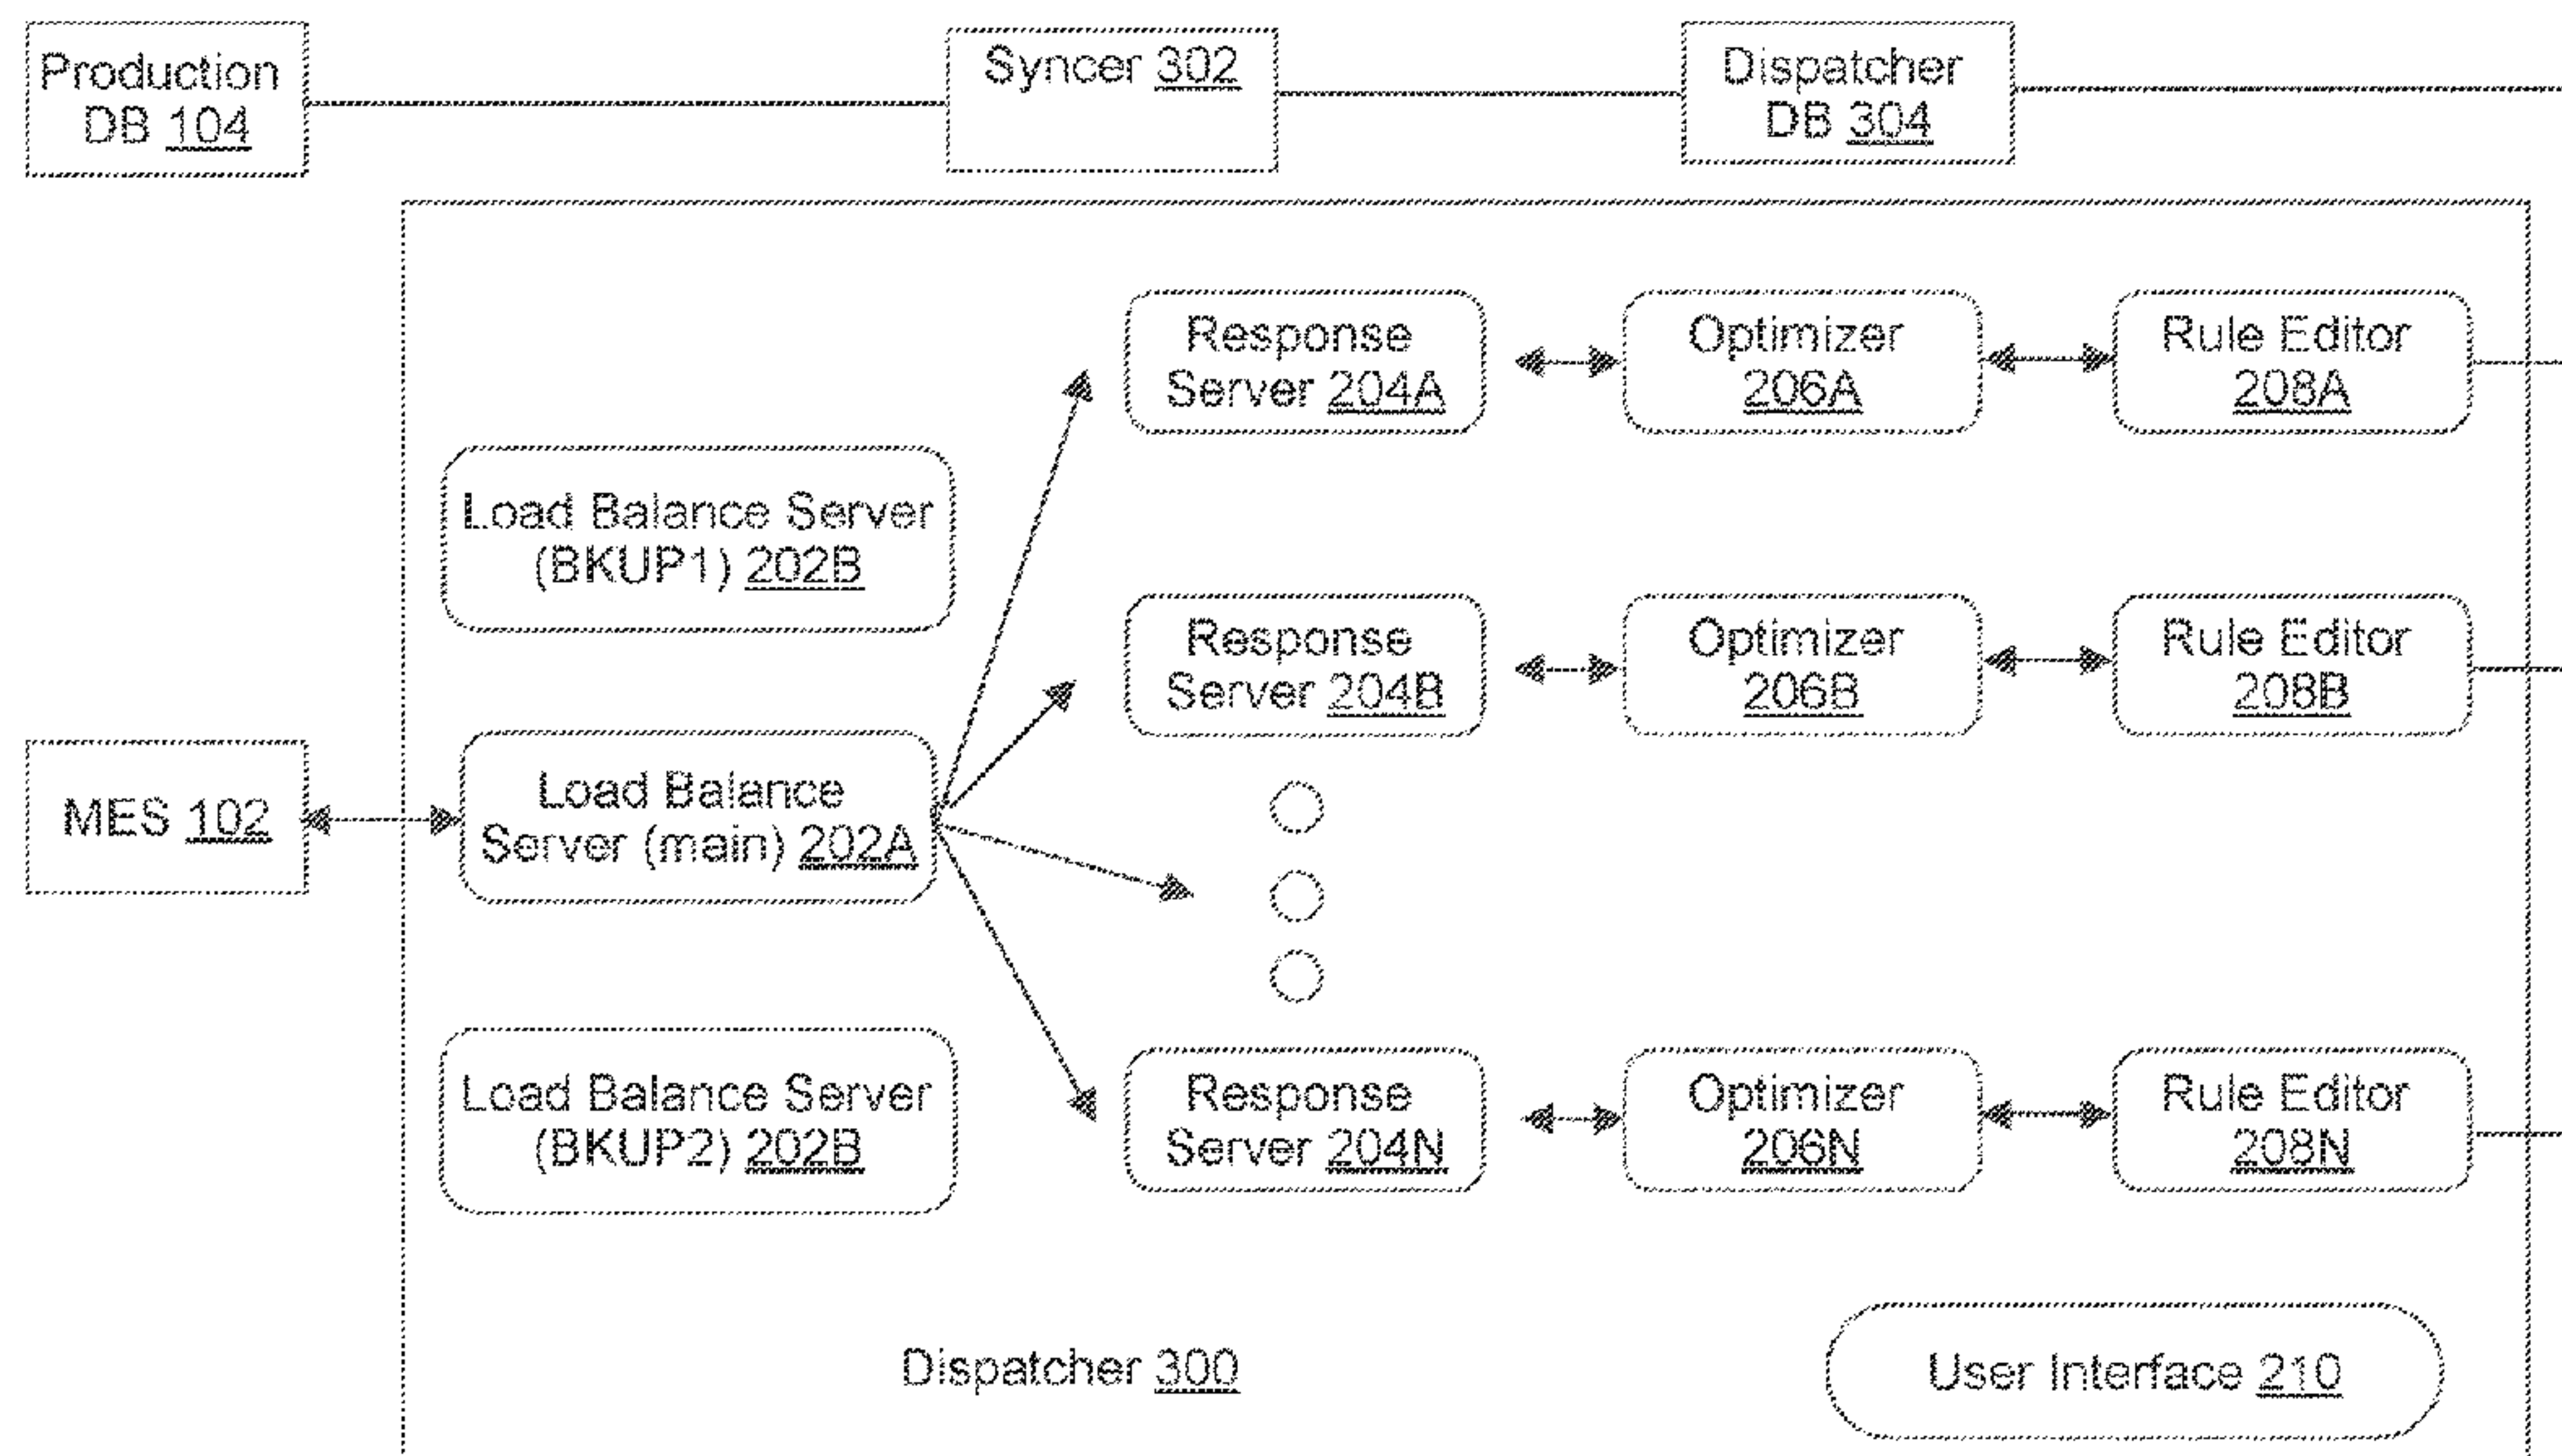 Production
DB 104
Syncer 302
Dispatcher
DB 304
Response
Server 204A
Optimizer
206A
Rule Editor
208A
Load Balance Server
(BKUP1) 202B
Response
Server 204B
Optimizer
206B
Rule Editor
208B
MES 102
Load Balance
Server (main) 202A
Load Balance Server
(BKUP2) 202B
Response
Server 204N
Optimizer
206N
Rule Editor
208N
Dispatcher 300
User Interface 210